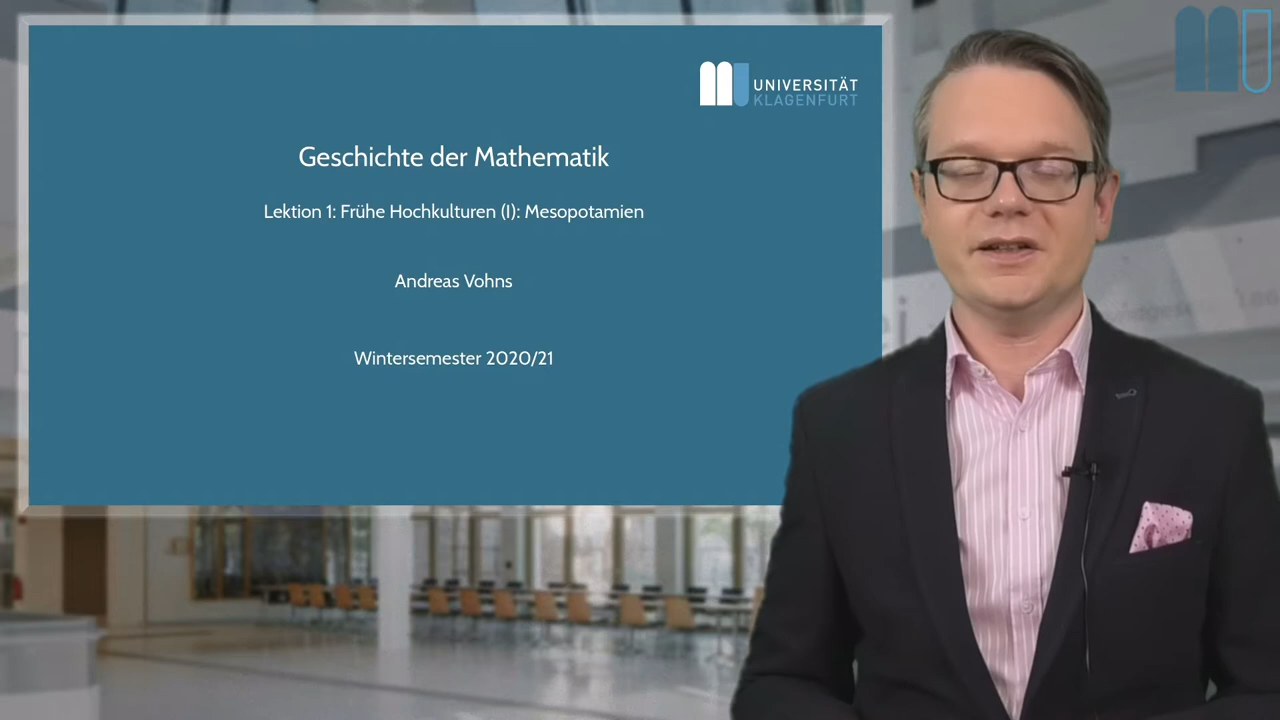 UNIVERSITÄT
KLAGENFURT
Geschichte der Mathematik
Lektion 1: Frühe Hochkulturen (I): Mesopotamien
Andreas Vohns
Wintersemester 2020/21